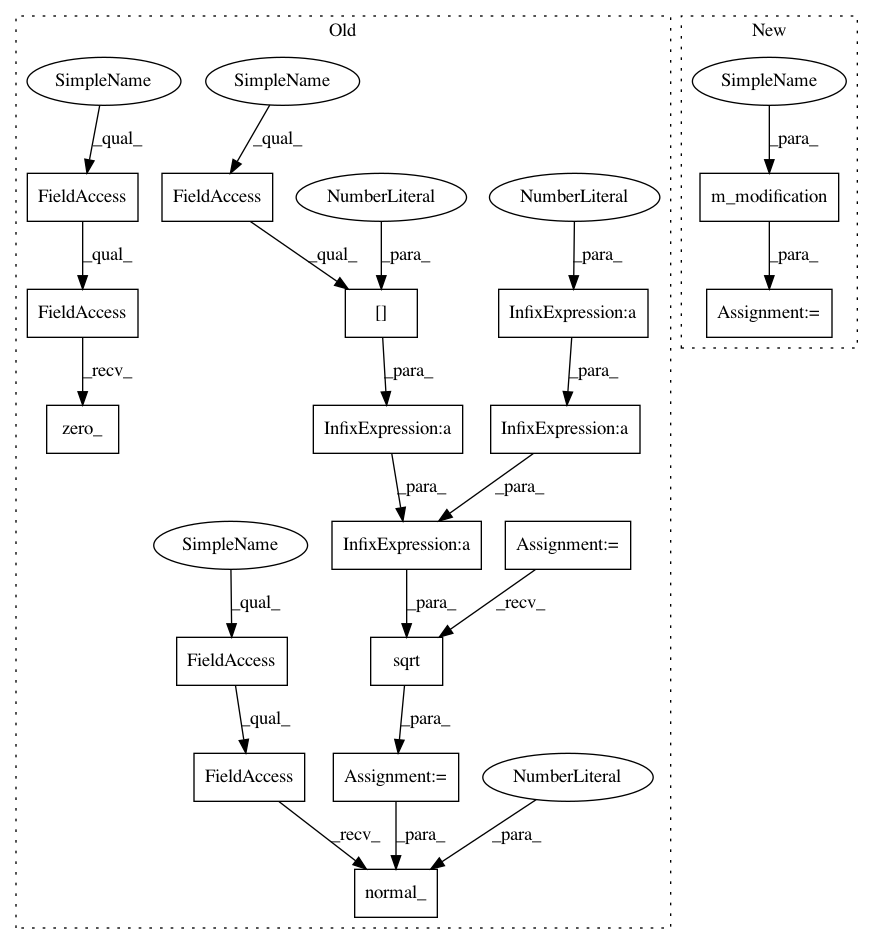 Old
New
SimpleName
SimpleName
SimpleName
_qual_
_qual_
_para_
FieldAccess
FieldAccess
NumberLiteral
NumberLiteral
m_modification
_qual_
_qual_
_para_
_para_
_para_
FieldAccess
[]
InfixExpression:a
Assignment:=
_recv_
_para_
_para_
zero_
InfixExpression:a
InfixExpression:a
_para_
_para_
SimpleName
InfixExpression:a
Assignment:=
_qual_
_para_
_recv_
FieldAccess
sqrt
_qual_
_para_
FieldAccess
Assignment:=
NumberLiteral
_recv_
_para_
_para_
normal_